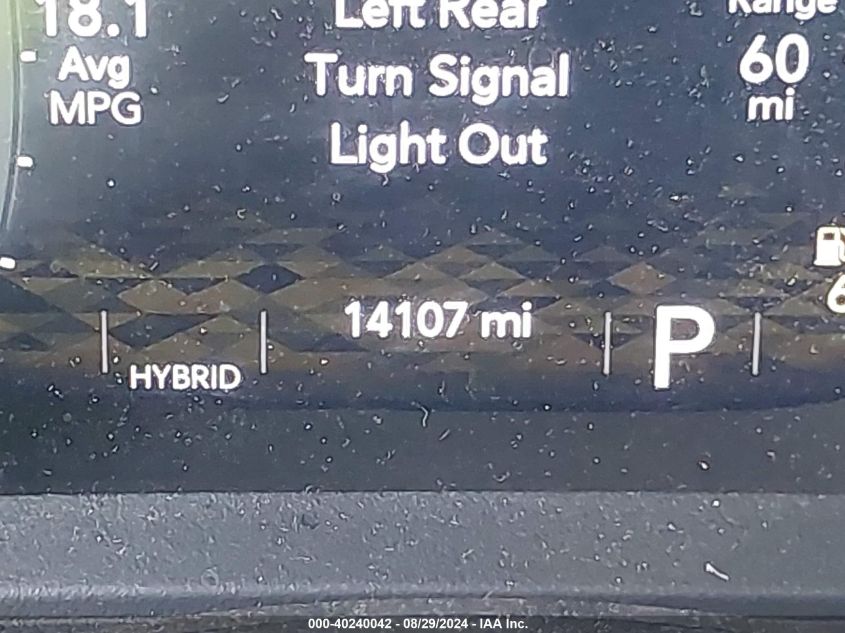 18.1
Avg
MPG
Left Rear
Turn Signal
Light Out
Range
60
mi
14107 mi
HYBRID
P
6
000-40240042 - 08/29/2024 - IAA Inc.